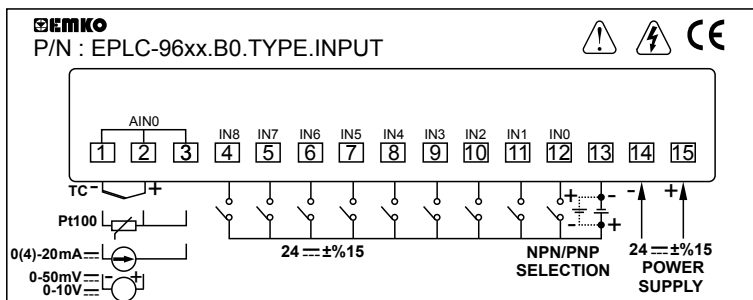 EMKO
P/N : EPLC-96xx.B0.TYPE.INPUT
CE
AIN0 IN8 IN7 IN6 IN5 IN4 IN3 IN2 IN1 IN0
1 2 3 4 5 6 7 8 9 10 11 12 13 14 15
TC - +
+ - - +
- +
Pt100
0(4)-20mA
24 ±%15
NPN/PNP
SELECTION
24 ±%15
POWER
SUPPLY
0-50mV - +
0-10V